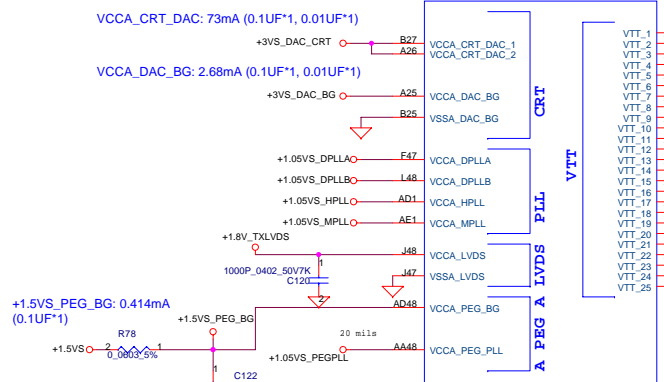 VCCA_CRT_DAC: 73mA (0.1UF*1, 0.01UF*1)
+3VS_DAC_CRT
B27
A26
VCCA_CRT_DAC_1
VCCA_CRT_DAC_2
VCCA_DAC_BG: 2.68mA (0.1UF*1, 0.01UF*1)
+3VS_DAC_BG
A25
VCCA_DAC_BG
B25
VSSA_DAC_BG
CRT
+1.05VS_DPLLA
F47
VCCA_DPLLA
+1.05VS_DPLLB
L48
VCCA_DPLLB
+1.05VS_HPLL
AD1
VCCA_HPLL
+1.05VS_MPLL
AE1
VCCA_MPLL
PLL
+1.8V_TXLVDS
J48
VCCA_LVDS
1
1000P_0402_50V7K
C120
2
J47
VSSA_LVDS
A LVDS
+1.5VS_PEG_BG: 0.414mA
(0.1UF*1)
+1.5VS_PEG_BG
AD48
VCCA_PEG_BG
R78
+1.5VS
2
1
0_0603_5%
20 mils
+1.05VS_PEGPLL
AA48
VCCA_PEG_PLL
A PEG
1
C122
VTT
VTT_1
VTT_2
VTT_3
VTT_4
VTT_5
VTT_6
VTT_7
VTT_8
VTT_9
VTT_10
VTT_11
VTT_12
VTT_13
VTT_14
VTT_15
VTT_16
VTT_17
VTT_18
VTT_19
VTT_20
VTT_21
VTT_22
VTT_23
VTT_24
VTT_25